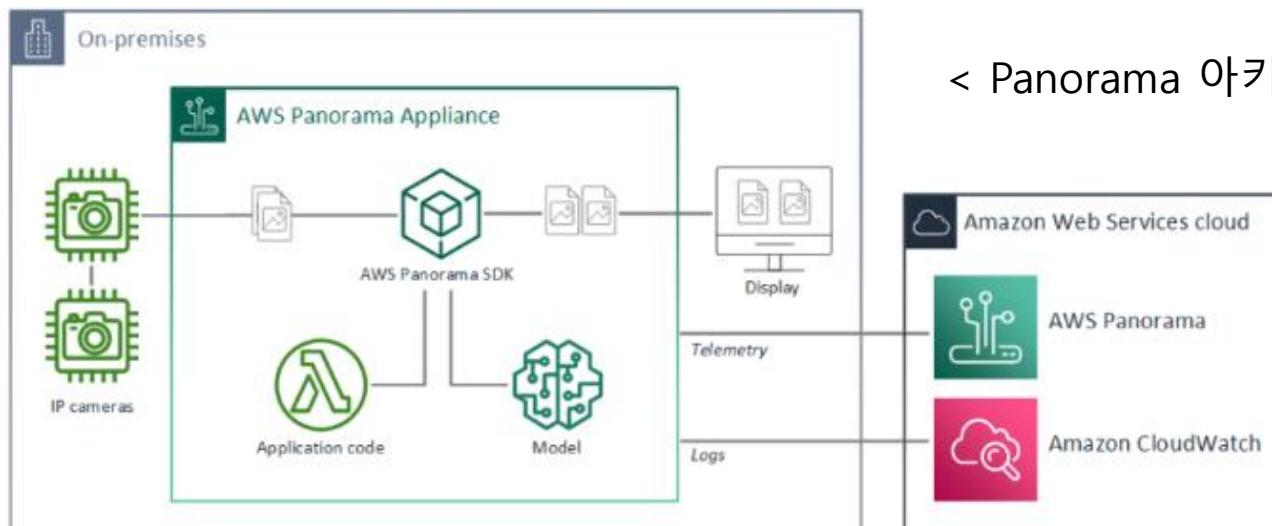 On-premises
< Panorama 아키
AWS Panorama Appliance
AWS Panorama SDK
Display
IP cameras
Application code
Model
Telemetry
Logs
Amazon Web Services cloud
AWS Panorama
Amazon CloudWatch